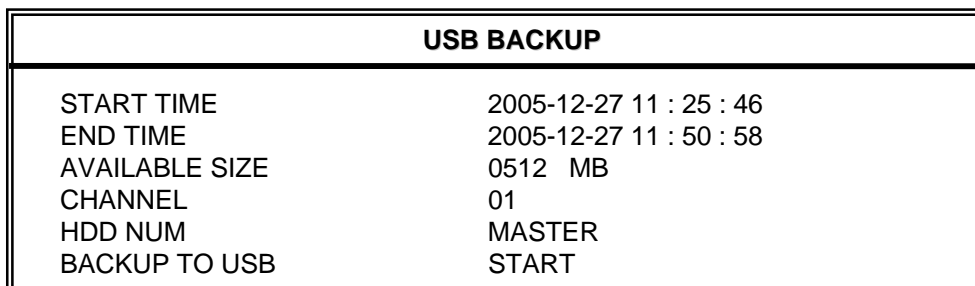 USB BACKUP
START TIME 2005-12-27 11 : 25 : 46
END TIME 2005-12-27 11 : 50 : 58
AVAILABLE SIZE 0512 MB
CHANNEL 01
HDD NUM MASTER
BACKUP TO USB START